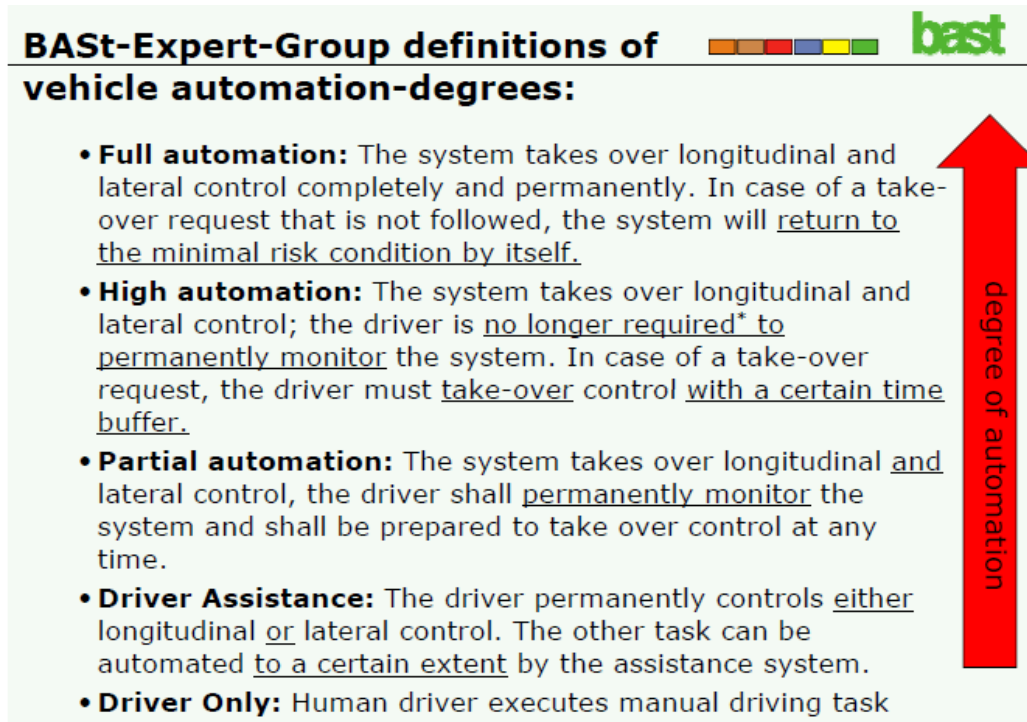 BASt-Expert-Group definitions of
bast
vehicle automation-degrees:
• Full automation: The system takes over longitudinal and
lateral control completely and permanently. In case of a take-
over request that is not followed, the system will return to
the minimal risk condition by itself.
• High automation: The system takes over longitudinal and
lateral control; the driver is no longer required* to
permanently monitor the system. In case of a take-over
request, the driver must take-over control with a certain time
buffer.
• Partial automation: The system takes over longitudinal and
lateral control, the driver shall permanently monitor the
system and shall be prepared to take over control at any
time.
• Driver Assistance: The driver permanently controls either
longitudinal or lateral control. The other task can be
automated to a certain extent by the assistance system.
• Driver Only: Human driver executes manual driving task
degree of automation